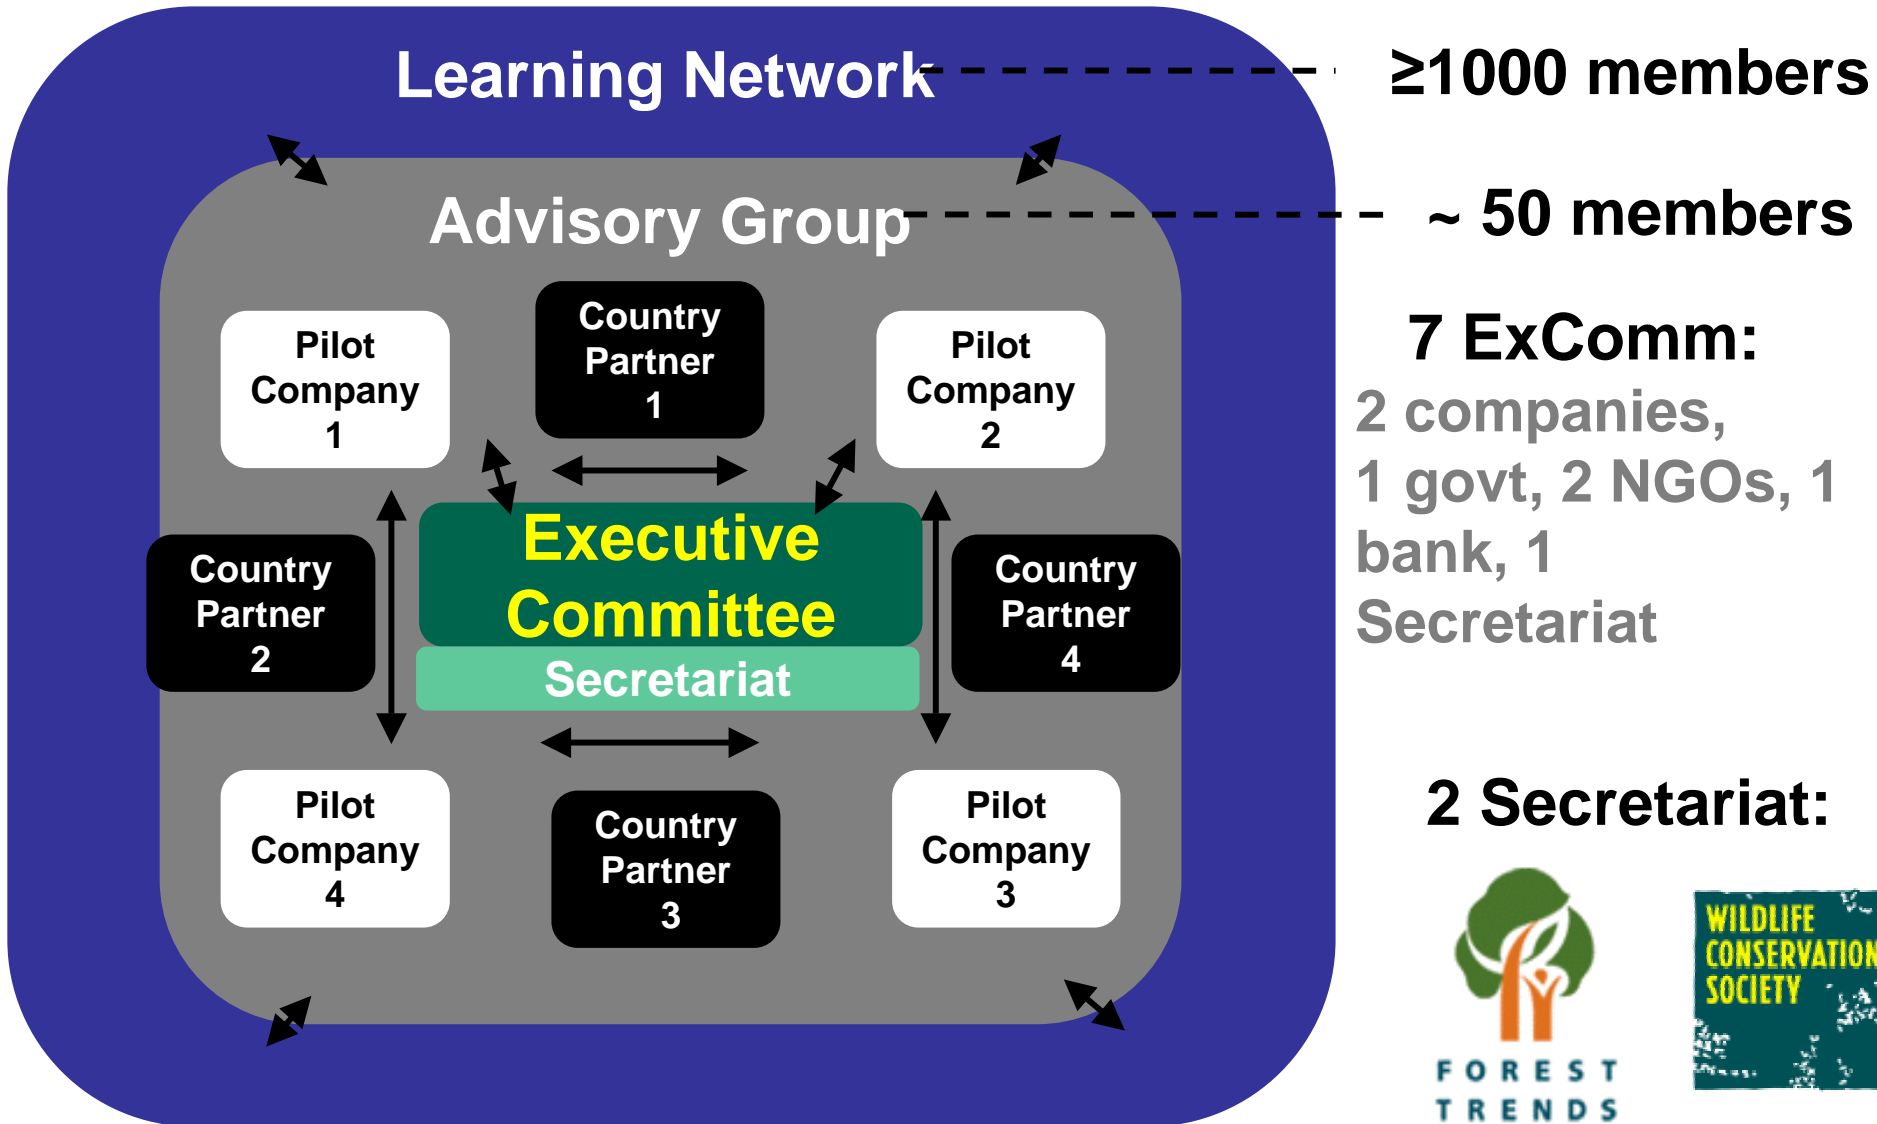 Learning Network
≥1000 members
Advisory Group
~ 50 members
Pilot
Company
1
Country
Partner
1
Pilot
Company
2
7 ExComm:
2 companies,
1 govt, 2 NGOs, 1
bank, 1
Secretariat
Country
Partner
2
Executive
Committee
Secretariat
Country
Partner
4
Pilot
Company
4
Country
Partner
3
Pilot
Company
3
2 Secretariat:
FOREST
TRENDS
WILDLIFE
CONSERVATION
SOCIETY